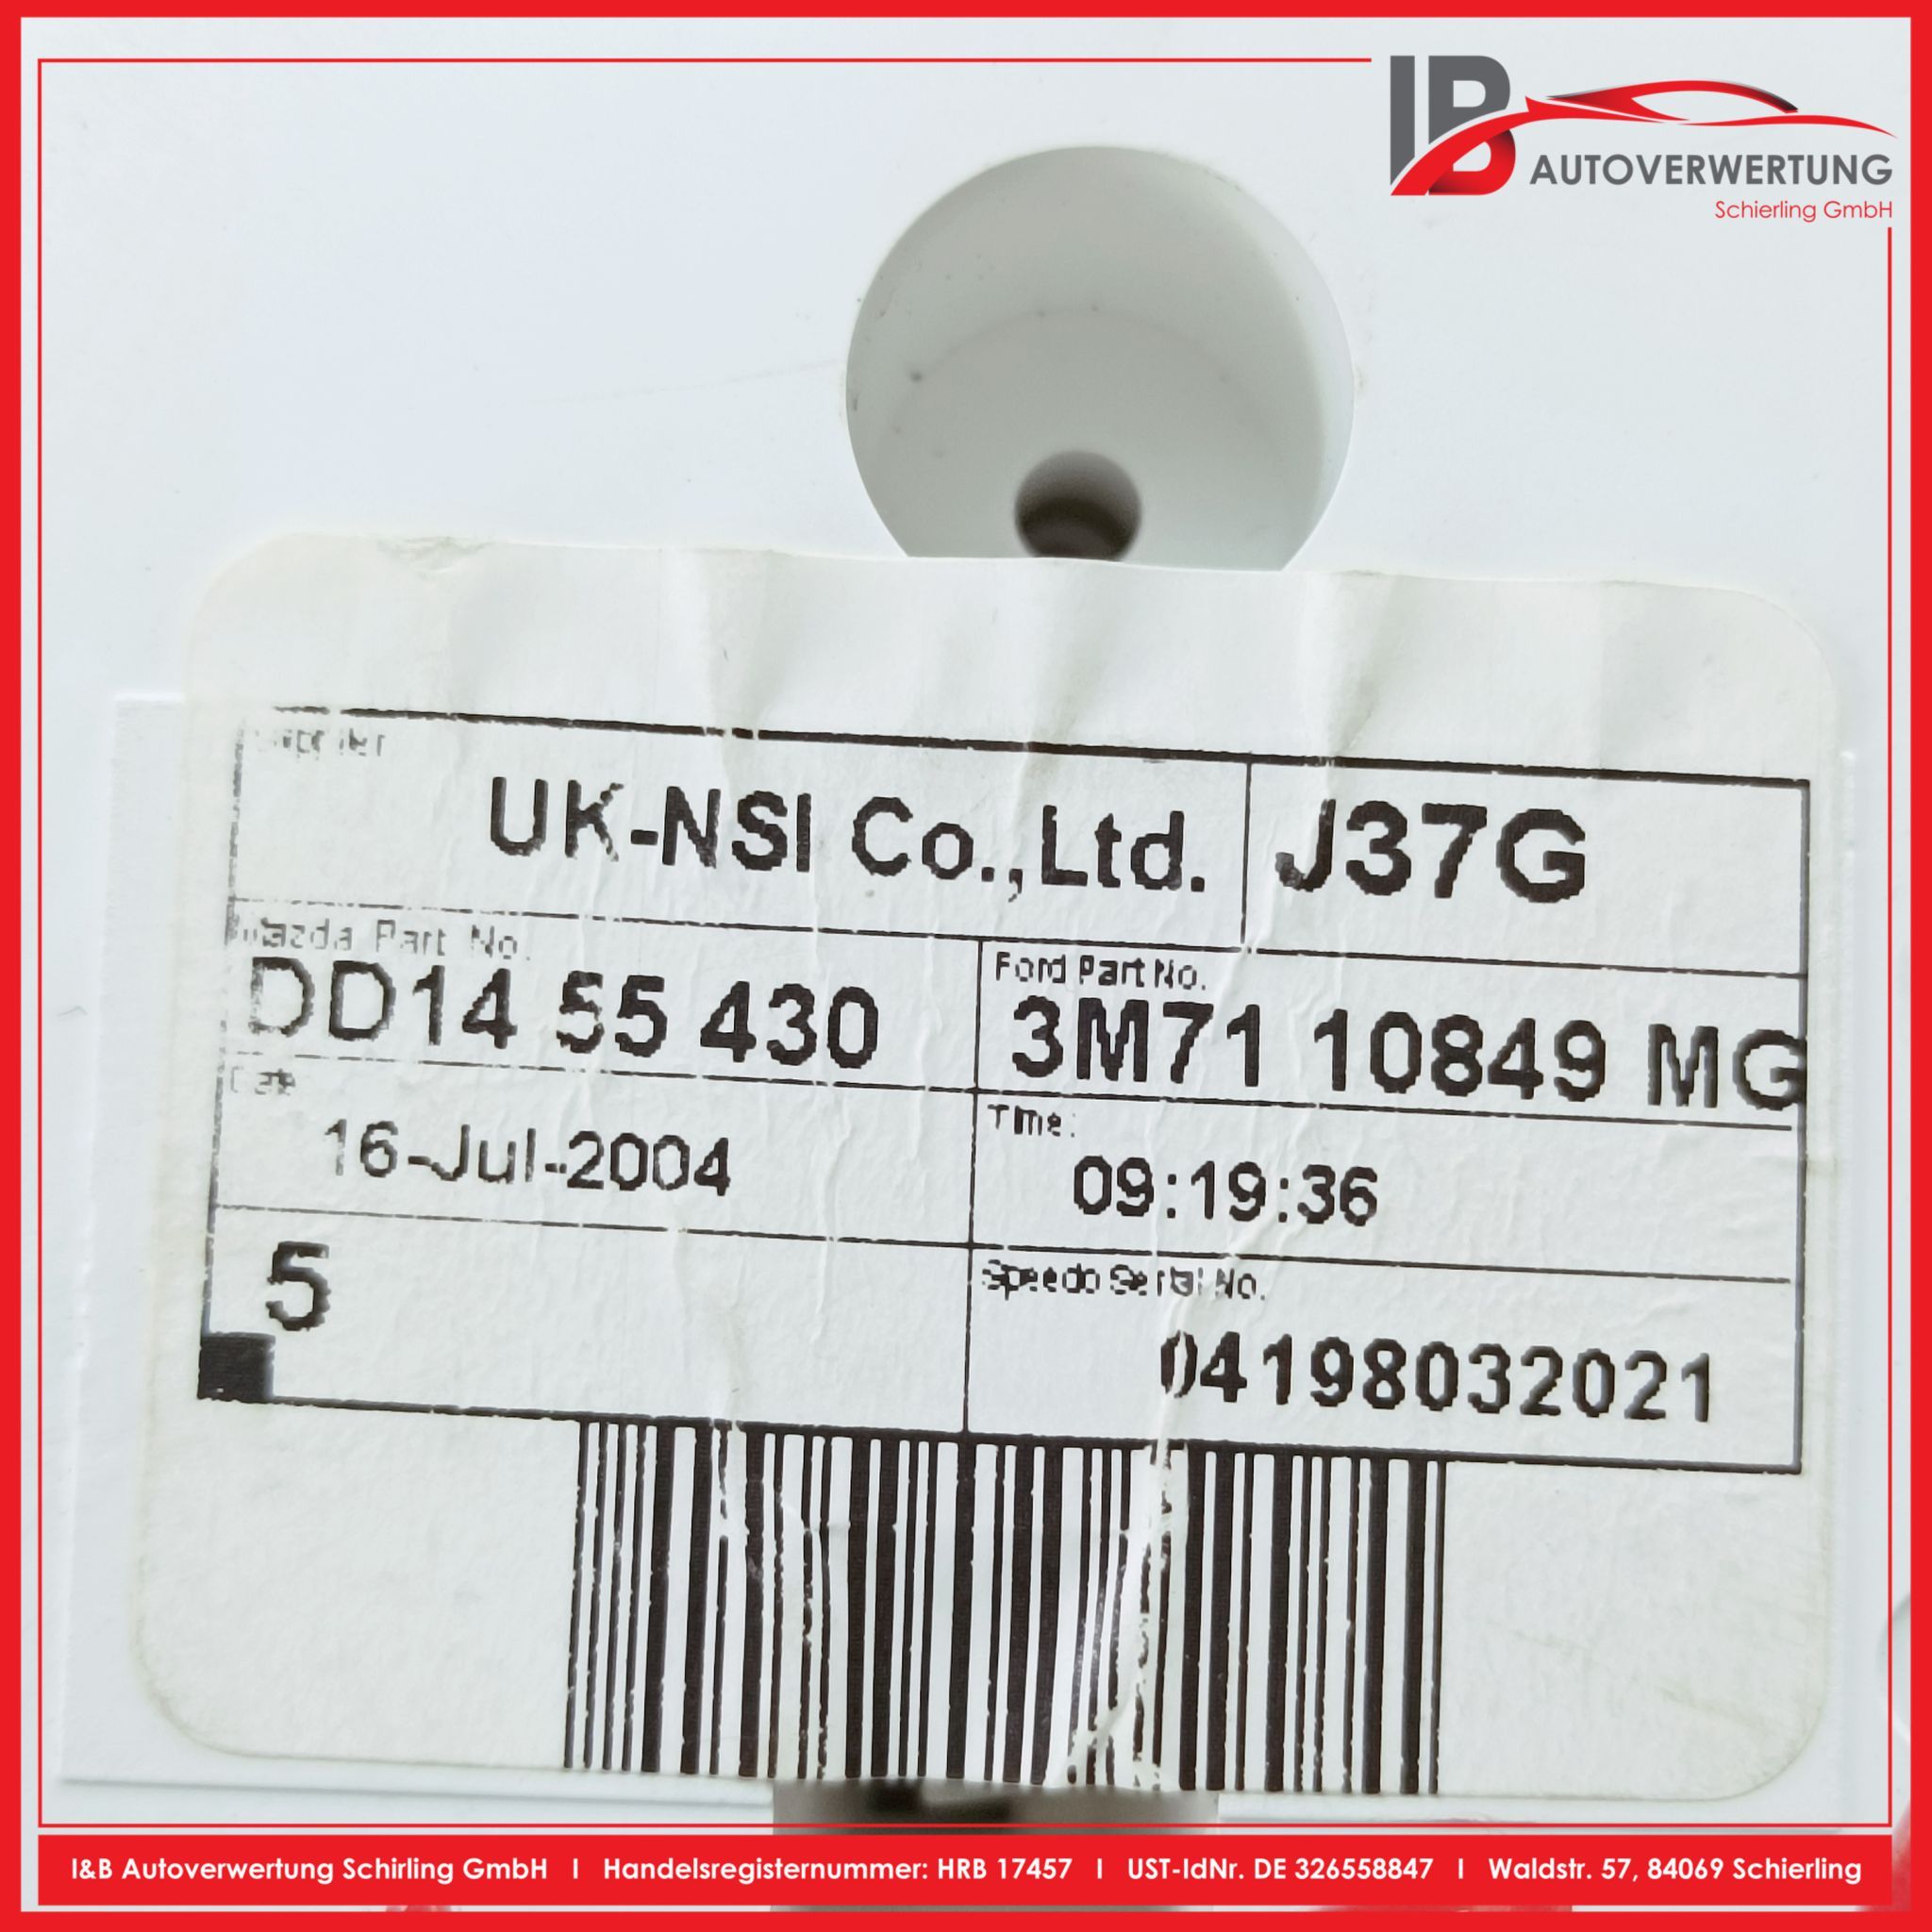 IB
AUTOVERWERTUNG
Schierling GmbH
Supplier
UK-NSI Co.,Ltd.
J37G
Mazda Part No.
DD14 55 430
Ford Part No.
3M71 10849 MG
Date
16-Jul-2004
Time:
09:19:36
5
Speedo Serial No.
04198032021
I&B Autoverwertung Schirling GmbH I Handelsregisternummer: HRB 17457 I UST-IdNr. DE 326558847 I Waldstr. 57, 84069 Schierling